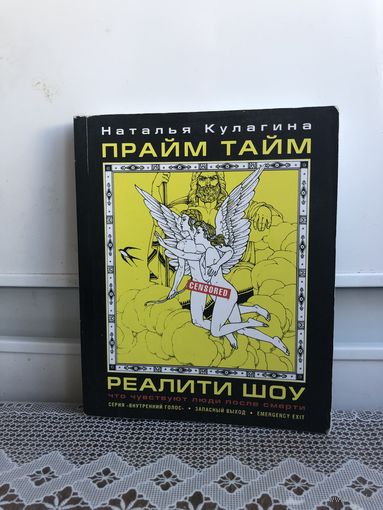 Наталья Кулагина
ПРАЙМ ТАЙМ
CENSORED
РЕАЛИТИ ШОУ
что чувствуют люди после смерти
СЕРИЯ «ВНУТРЕННИЙ ГОЛОС» • ЗАПАСНЫЙ ВЫХОД • EMERGENCY EXIT